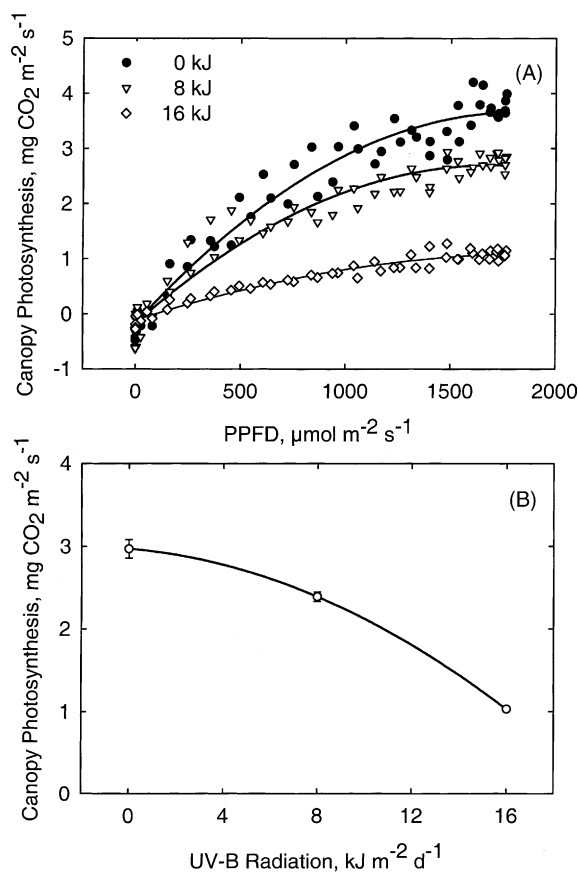 5
4
3
2
1
0
-1
Canopy Photosynthesis, mg CO2 m-2 s-1
0 kJ
8 kJ
16 kJ
(A)
0 500 1000 1500 2000
PPFD, µmol m-2 s-1
4
3
2
1
0
Canopy Photosynthesis, mg CO2 m-2 s-1
(B)
0 4 8 12 16
UV-B Radiation, kJ m-2 d-1